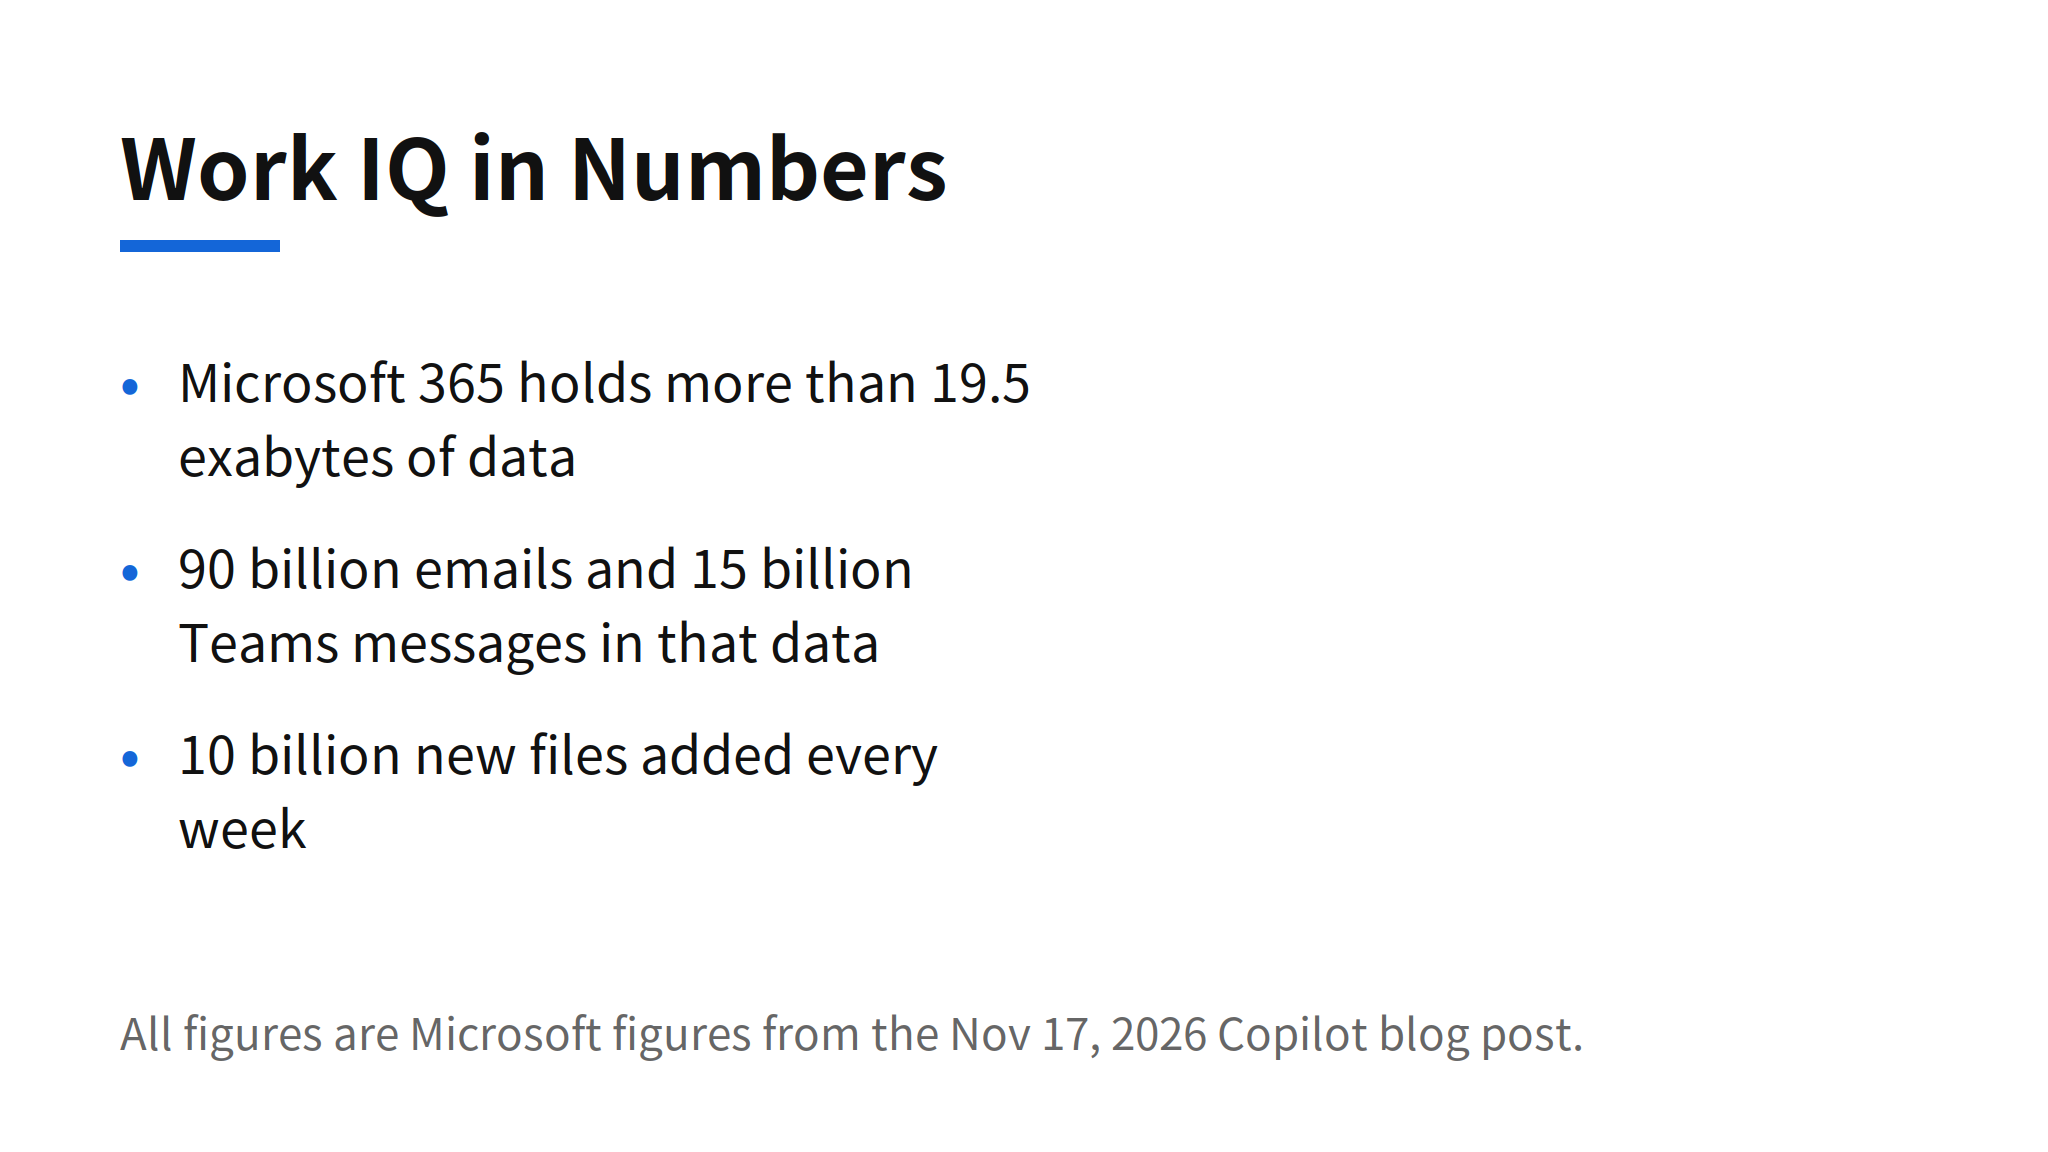 Work IQ in Numbers
• Microsoft 365 holds more than 19.5
exabytes of data
• 90 billion emails and 15 billion
Teams messages in that data
• 10 billion new files added every
week
All figures are Microsoft figures from the Nov 17, 2026 Copilot blog post.